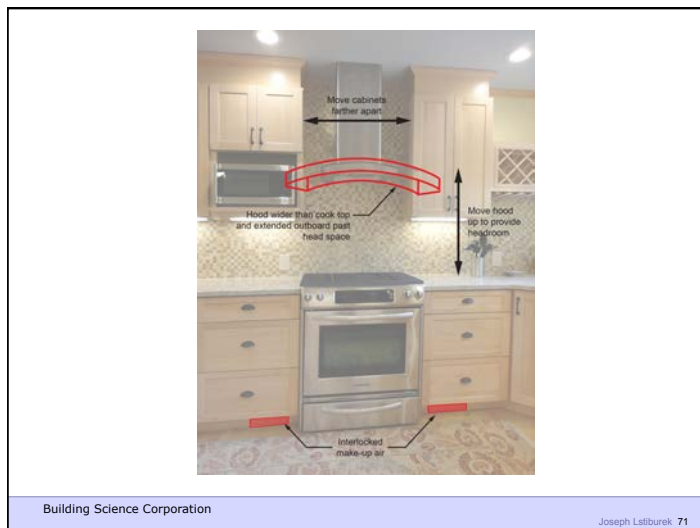 Move cabinets
farther apart
Hood wider than cook top
and extended outboard past
head space
Move hood
up to provide
headroom
Interlocked
make-up air
Building Science Corporation
Joseph Lstiburek 71